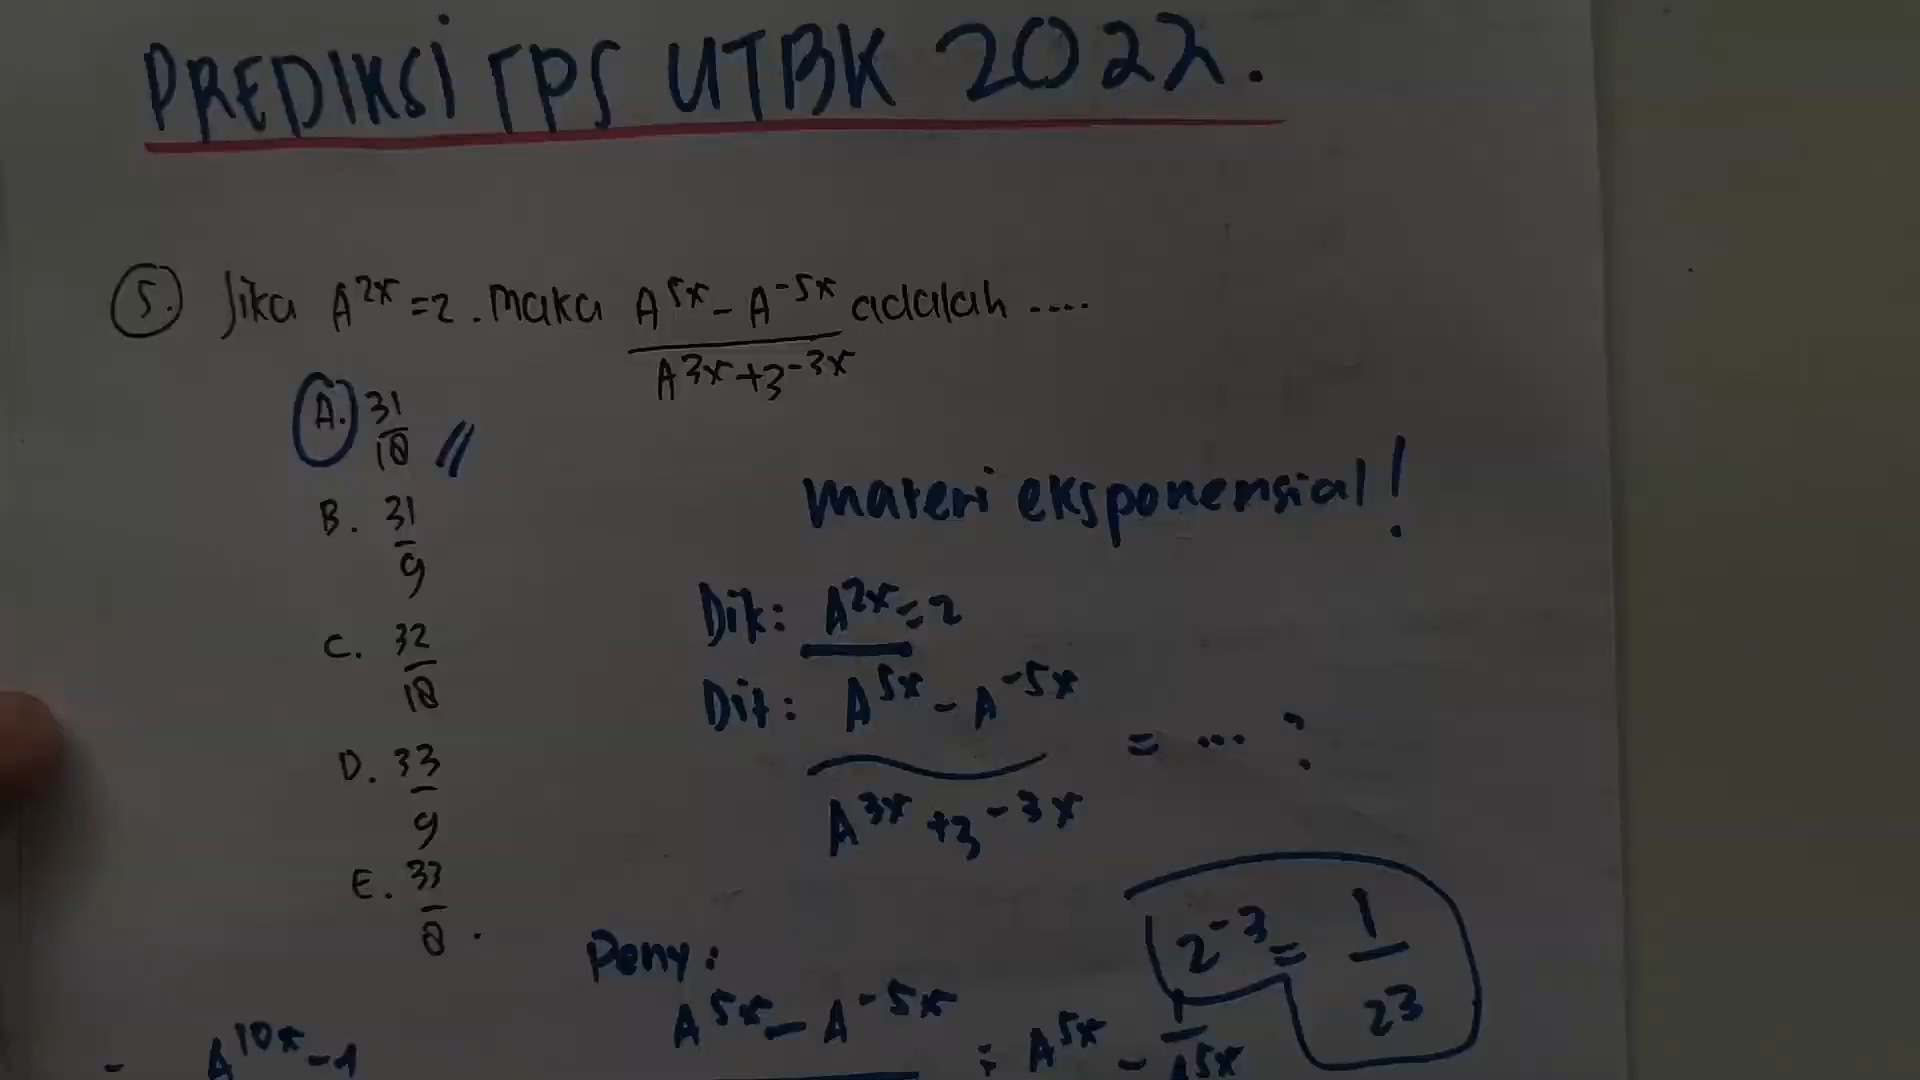 PREDIKSI TPS UTBK 2022.
5. Jika A^2x = 2. maka A^5x - A^-5x adalah ....
A^3x + 3^-3x
A. 31/18 //
B. 31/9
C. 32/18
D. 33/9
E. 33/8 .
materi eksponensial!
Dik: A^2x = 2
Dit: A^5x - A^-5x
= ... :
A^3x + 3^-3x
2^-3 = 1/2^3
Peny:
A^5x - A^-5x = A^5x - 1/A^5x
= A^10x - 1